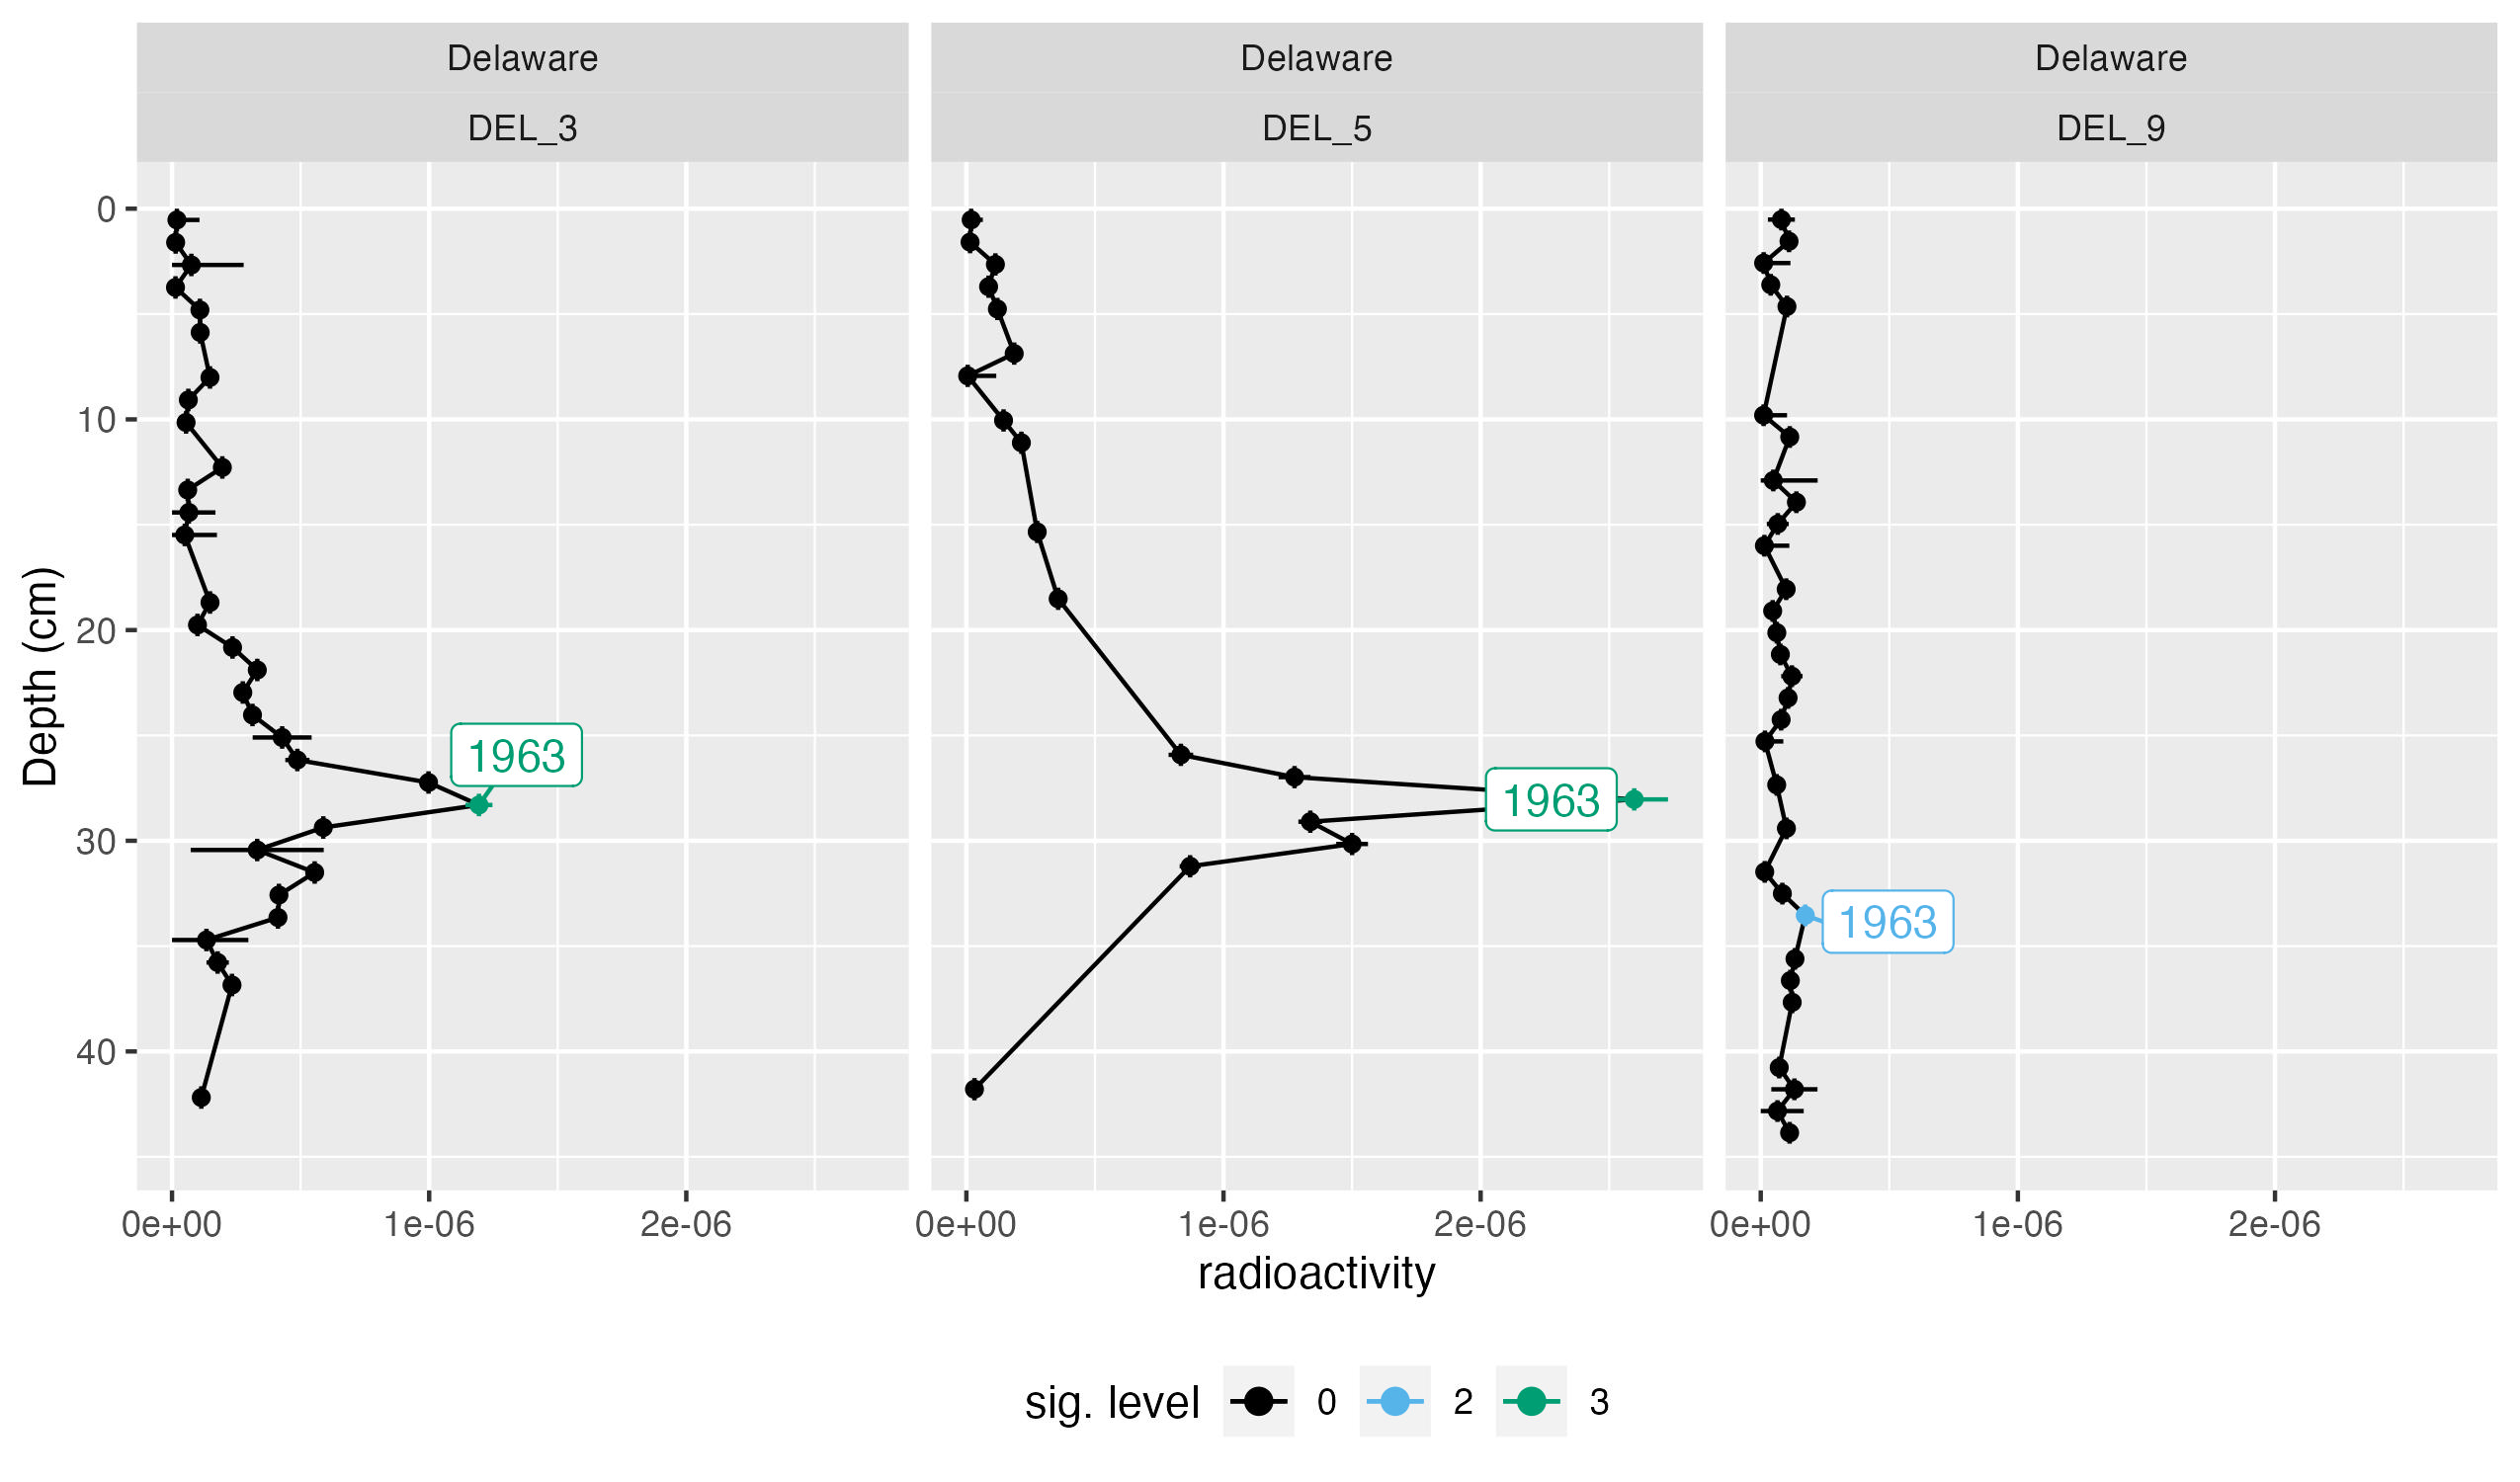 Delaware Delaware Delaware
DEL_3 DEL_5 DEL_9
0
10
20
30
40
Depth (cm)
1963
1963
1963
0e+00 1e-06 2e-06 0e+00 1e-06 2e-06 0e+00 1e-06 2e-06
radioactivity
sig. level 0 2 3